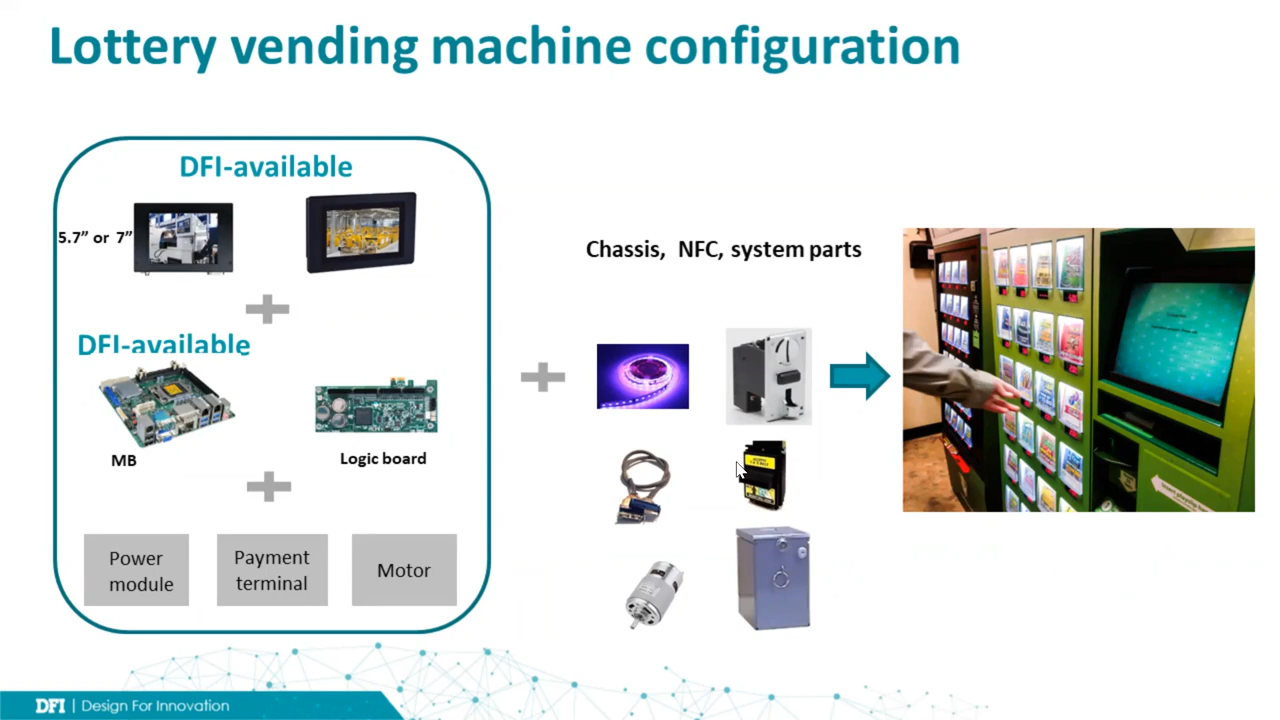 Lottery vending machine configuration
DFI-available
5.7” or 7”
DFI-available
MB
Logic board
Power
module
Payment
terminal
Motor
Chassis, NFC, system parts
DFI | Design For Innovation